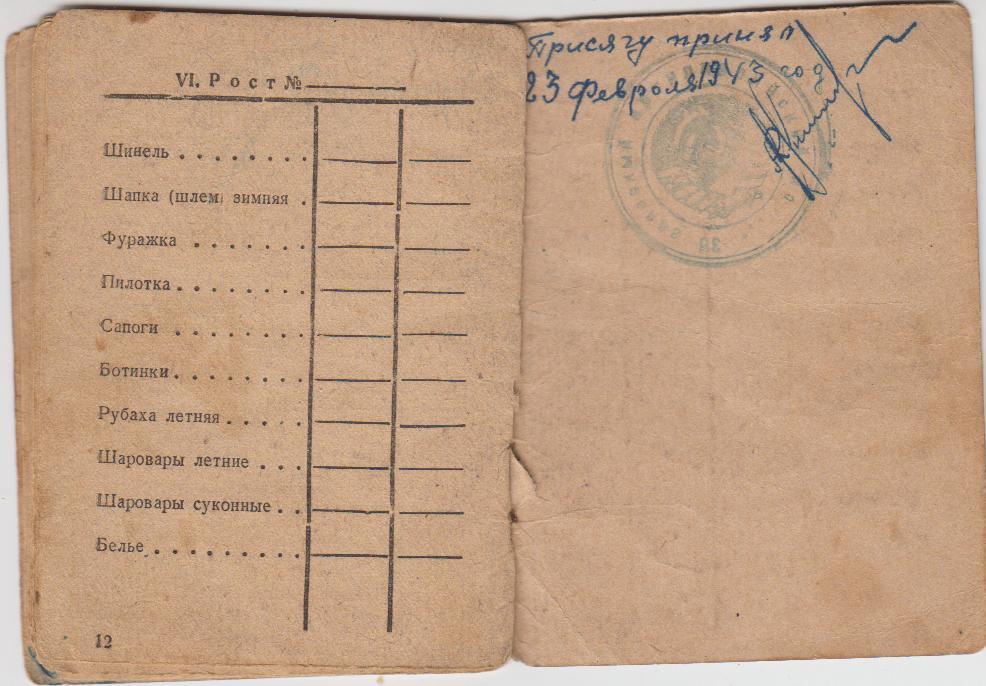 VI. Рост №
Шинель
Шапка (шлем) зимняя
Фуражка
Пилотка
Сапоги
Ботинки
Рубаха летняя
Шаровары летние
Шаровары суконные
Белье
12
Присягу принял
23 февраля 1943 год